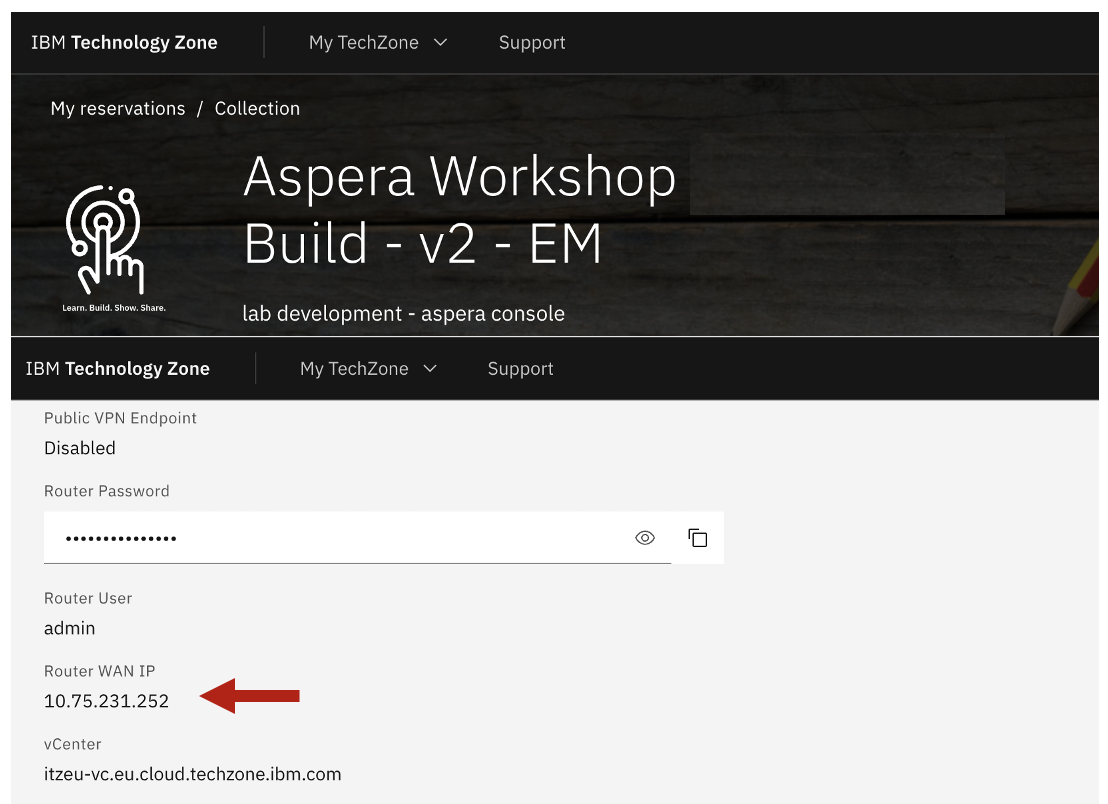 IBM Technology Zone My TechZone Support
My reservations / Collection
Aspera Workshop
Build - v2 - EM
Learn. Build. Show. Share.
lab development - aspera console
IBM Technology Zone My TechZone Support
Public VPN Endpoint
Disabled
Router Password
•••••••••••••••
Router User
admin
Router WAN IP
10.75.231.252
vCenter
itzeu-vc.eu.cloud.techzone.ibm.com